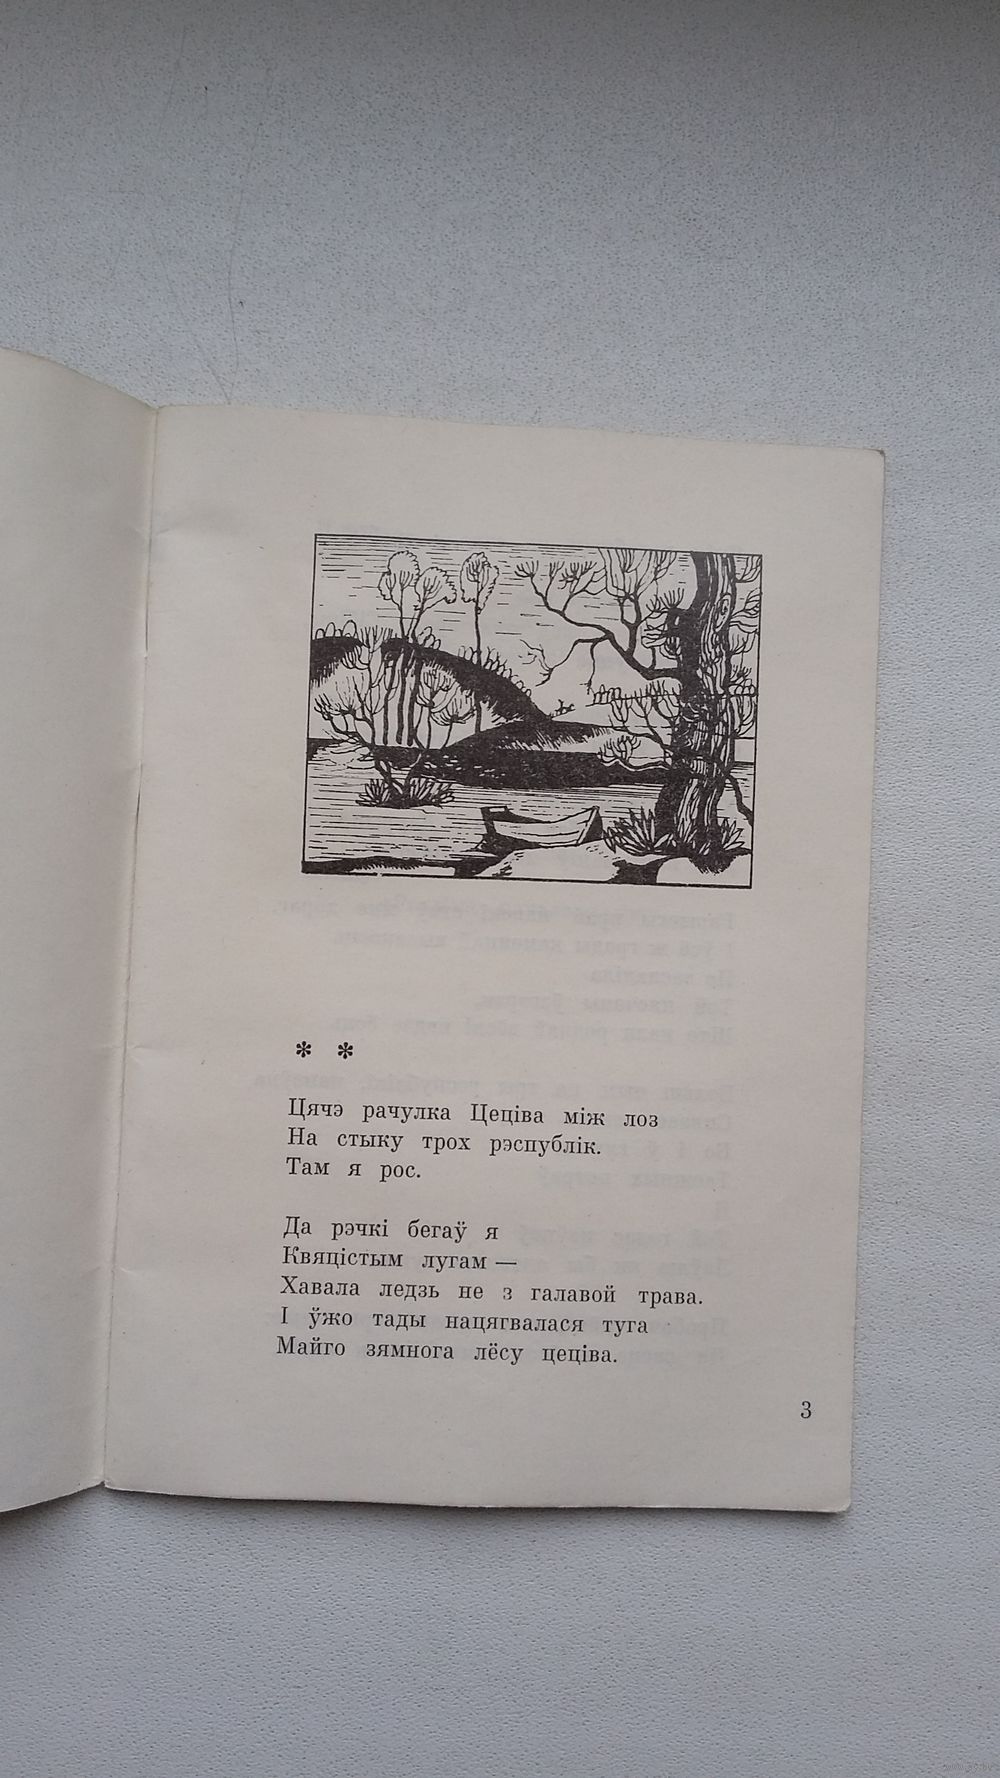 * *
Цячэ рачулка Цеціва між лоз
На стыку трох рэспублік.
Там я рос.
Да рэчкі бегаў я
Квяцістым лугам —
Хавала ледзь не з галавой трава.
І ўжо тады нацягвалася туга
Майго зямнога лёсу цеціва.
3